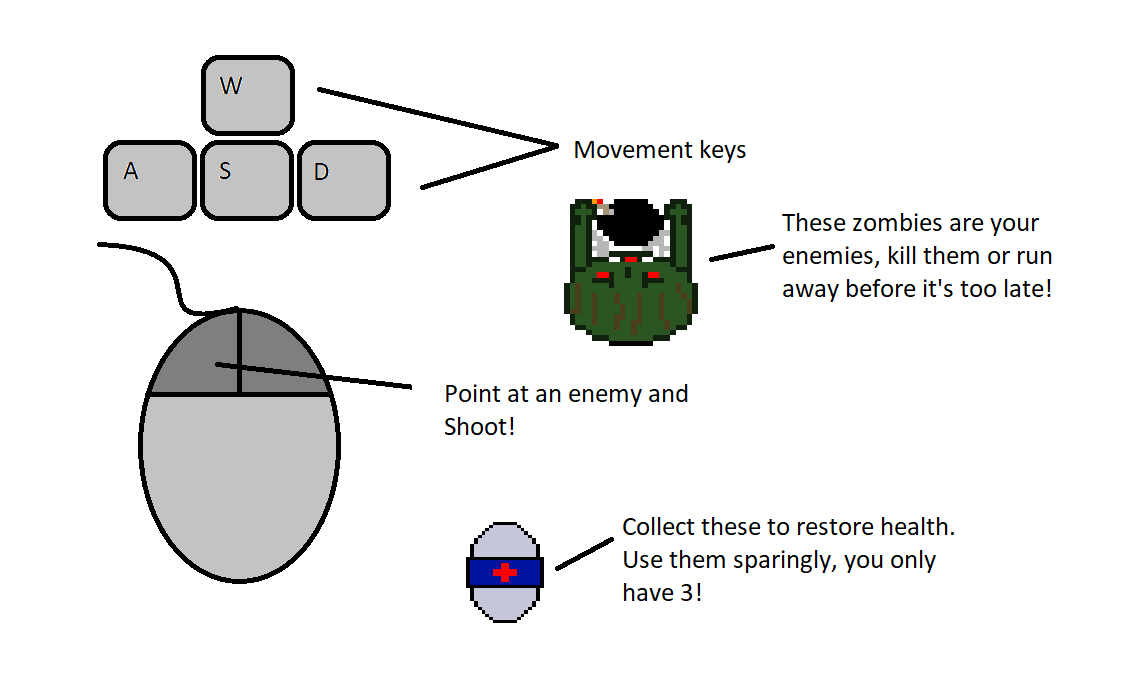 W
A S D
Movement keys
These zombies are your
enemies, kill them or run
away before it's too late!
Point at an enemy and
Shoot!
Collect these to restore health.
Use them sparingly, you only
have 3!